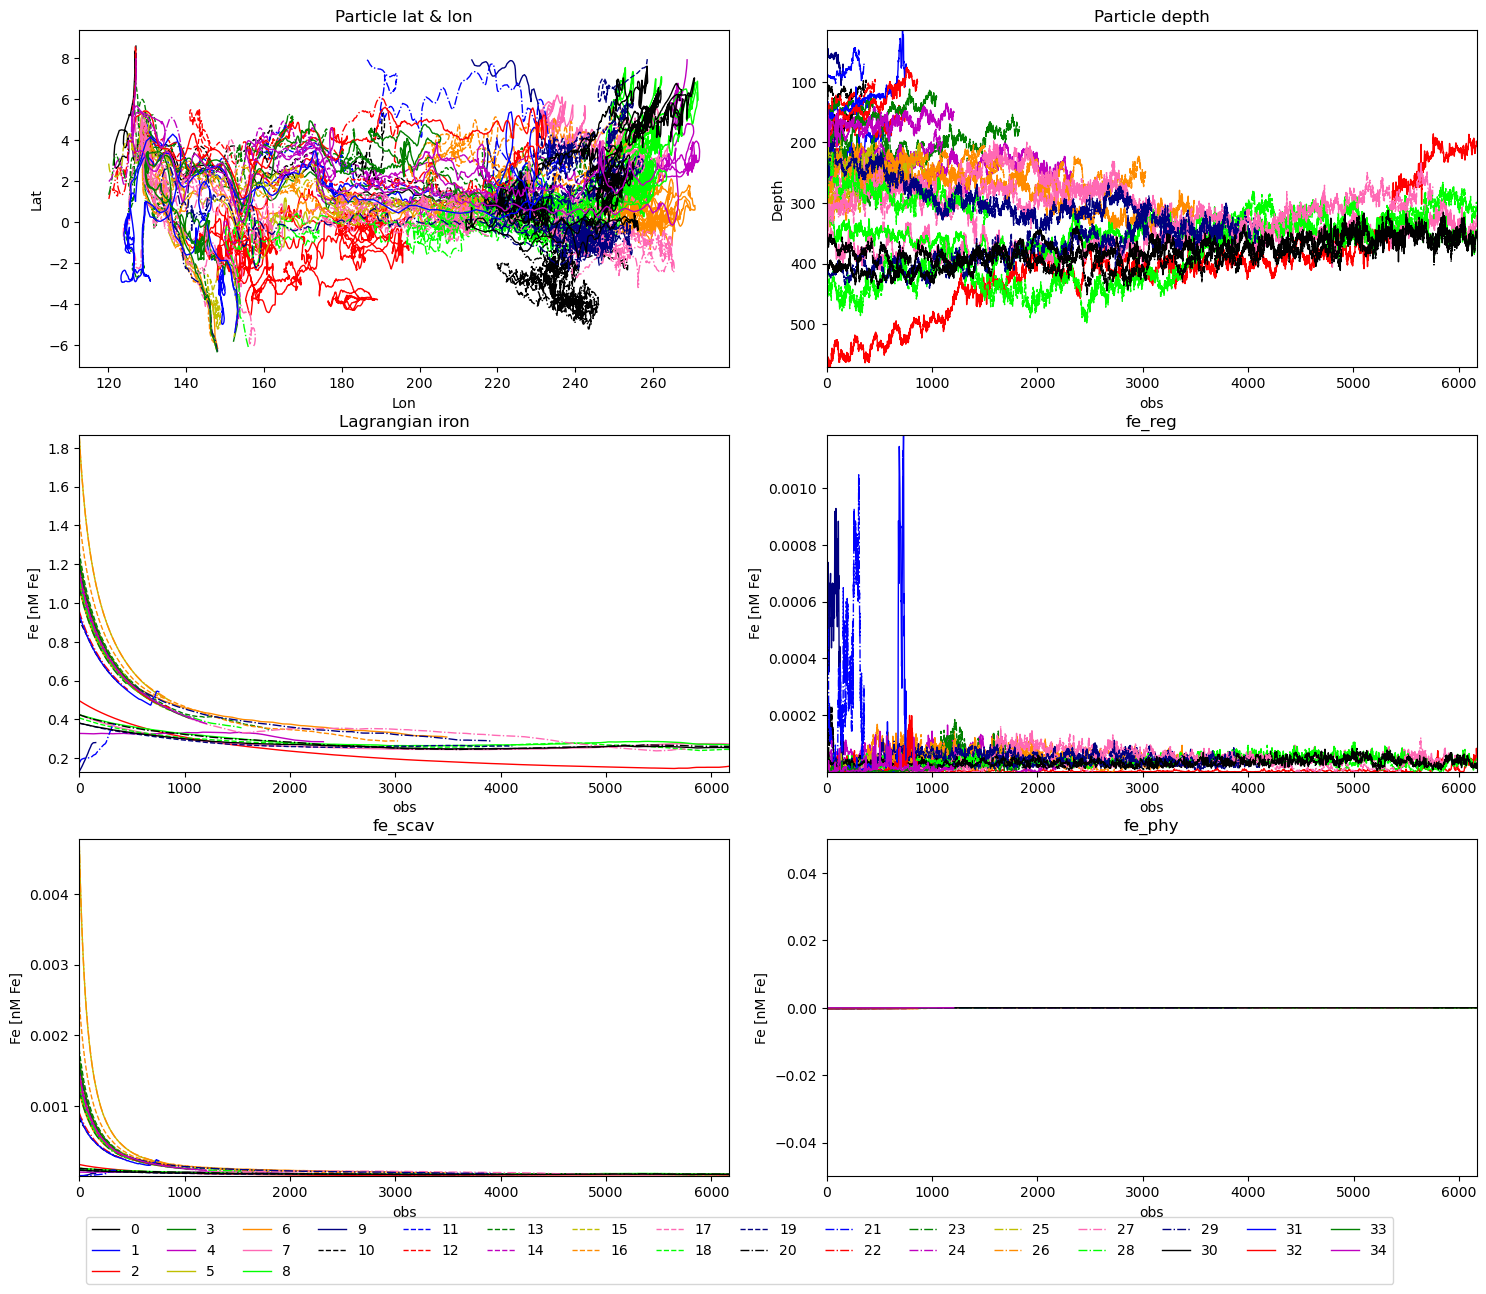 Particle lat & lon
Particle depth
8
6
4
2
0
−2
−4
−6
Lat
120 140 160 180 200 220 240 260
Lon
100
200
300
400
500
Depth
0 1000 2000 3000 4000 5000 6000
obs
Lagrangian iron
fe_reg
1.8
1.6
1.4
1.2
1.0
0.8
0.6
0.4
0.2
Fe [nM Fe]
0 1000 2000 3000 4000 5000 6000
obs
0.0010
0.0008
0.0006
0.0004
0.0002
Fe [nM Fe]
0 1000 2000 3000 4000 5000 6000
obs
fe_scav
fe_phy
0.004
0.003
0.002
0.001
Fe [nM Fe]
0 1000 2000 3000 4000 5000 6000
obs
0.04
0.02
0.00
−0.02
−0.04
Fe [nM Fe]
0 1000 2000 3000 4000 5000 6000
obs
0 3 6 9 11 13 15 17 19 21 23 25 27 29 31 33
1 4 7 10 12 14 16 18 20 22 24 26 28 30 32 34
2 5 8